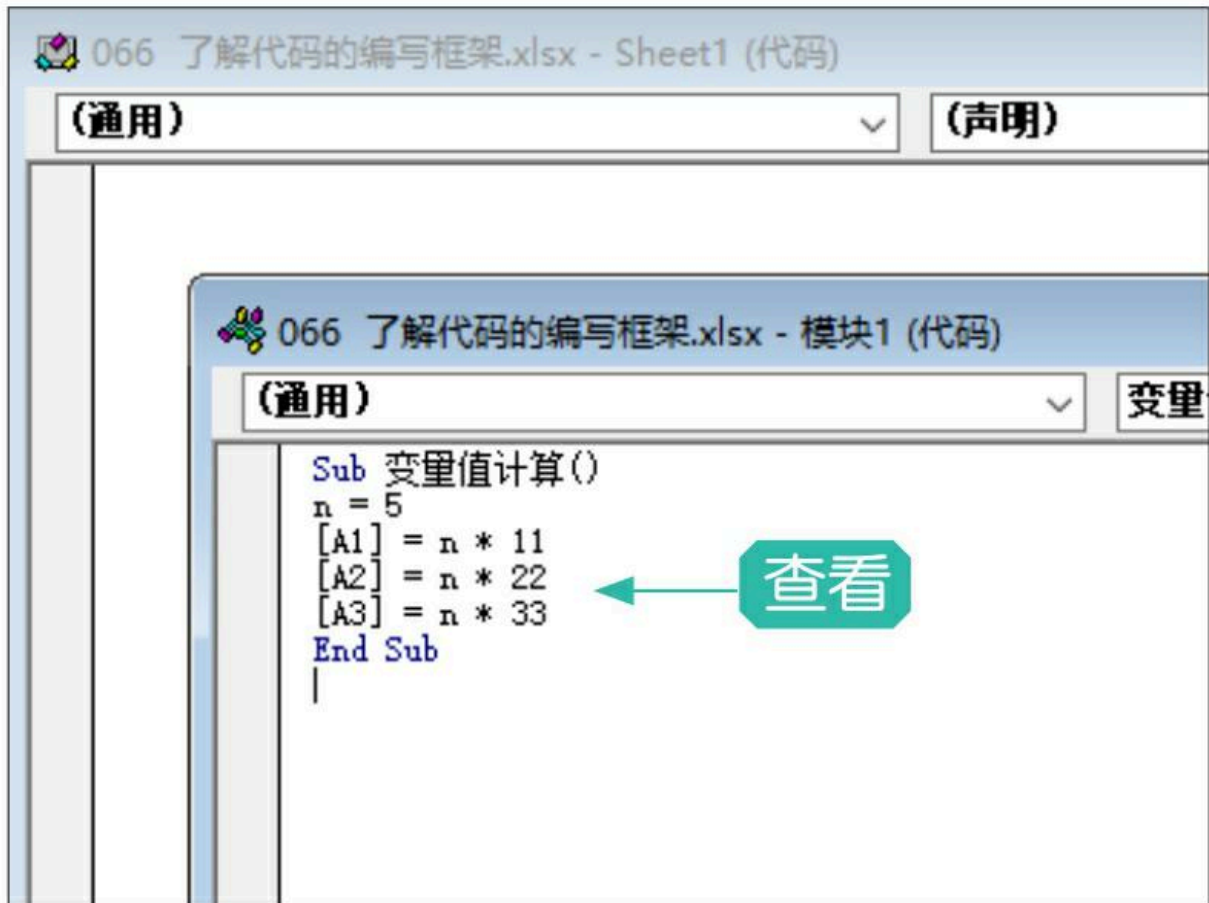 066 了解代码的编写框架.xlsx - Sheet1 (代码)
(通用)
(声明)
066 了解代码的编写框架.xlsx - 模块1 (代码)
(通用)
变量
Sub 变量值计算()
n = 5
[A1] = n * 11
[A2] = n * 22
[A3] = n * 33
End Sub
查看